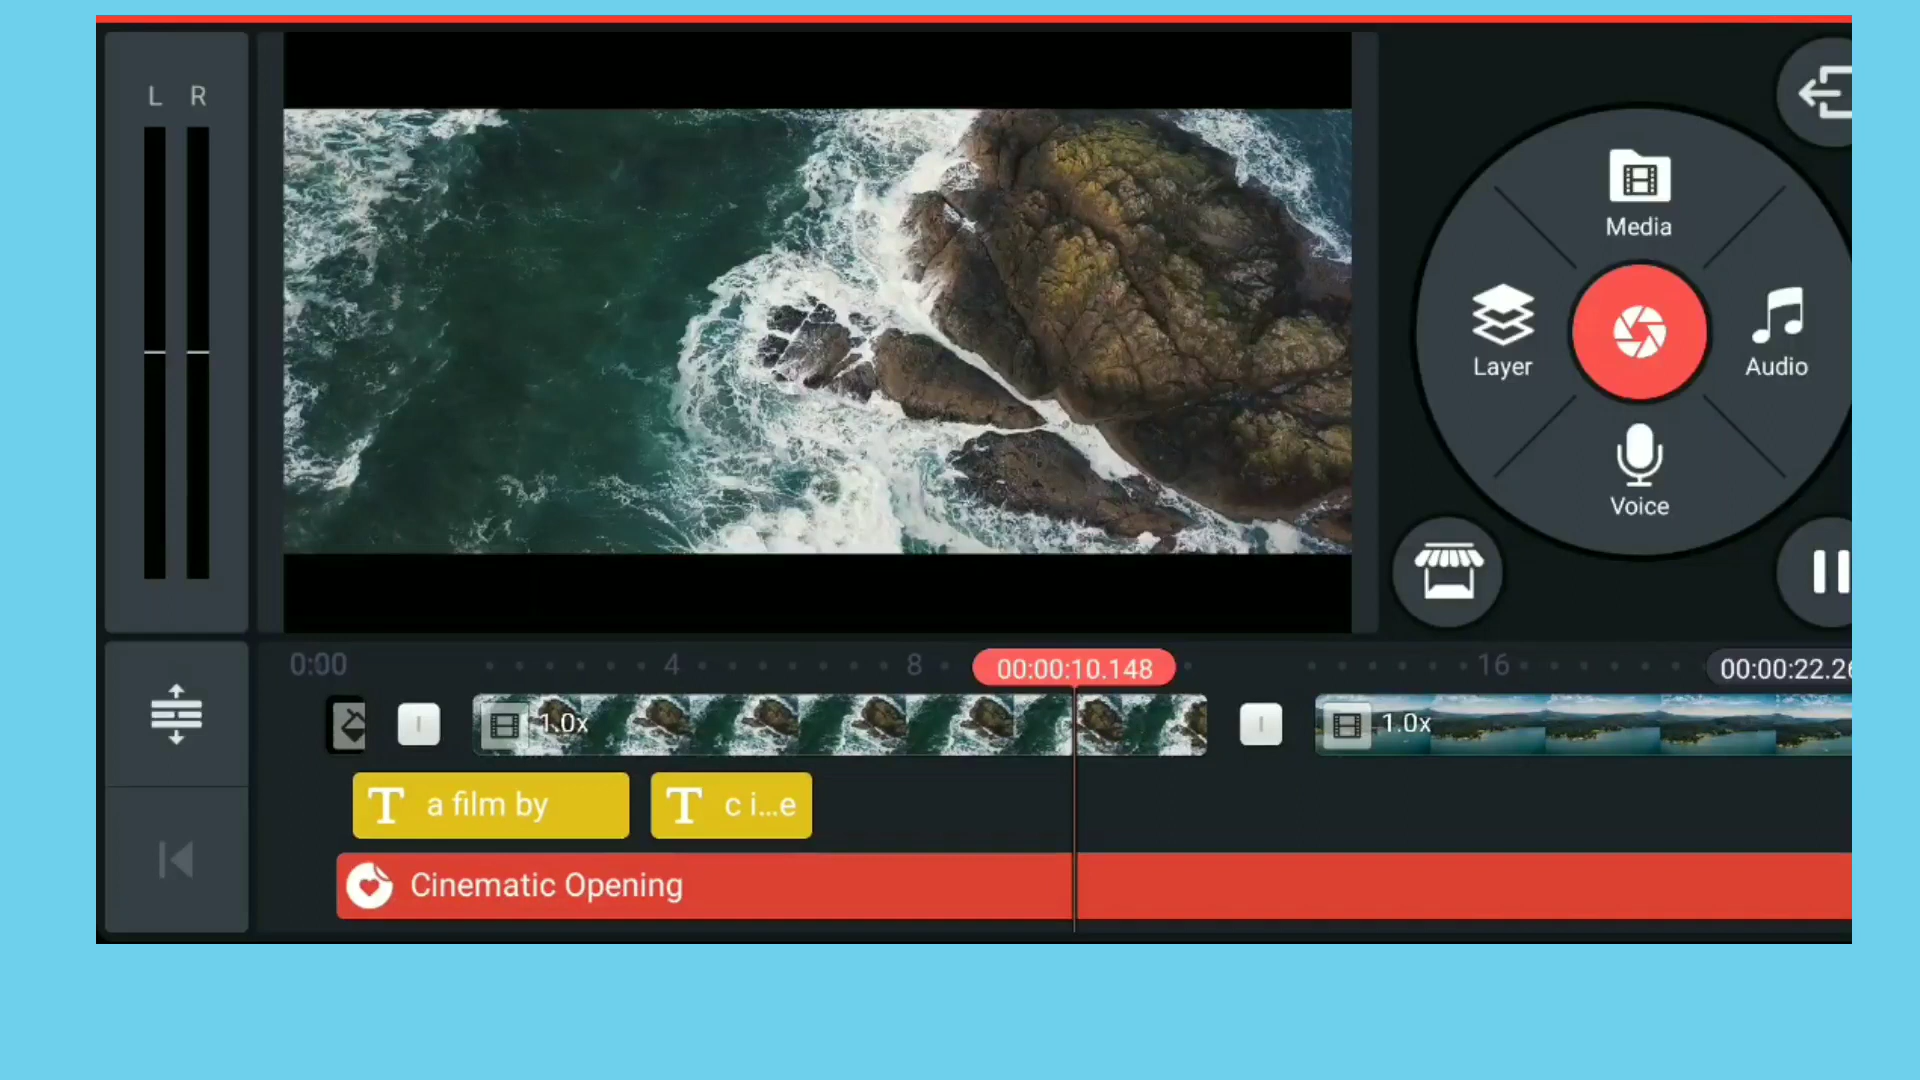 L R
Media
Layer
Audio
Voice
0:00
4
8
00:00:10.148
16
00:00:22.26
1.0x
1.0x
a film by
c i...e
Cinematic Opening